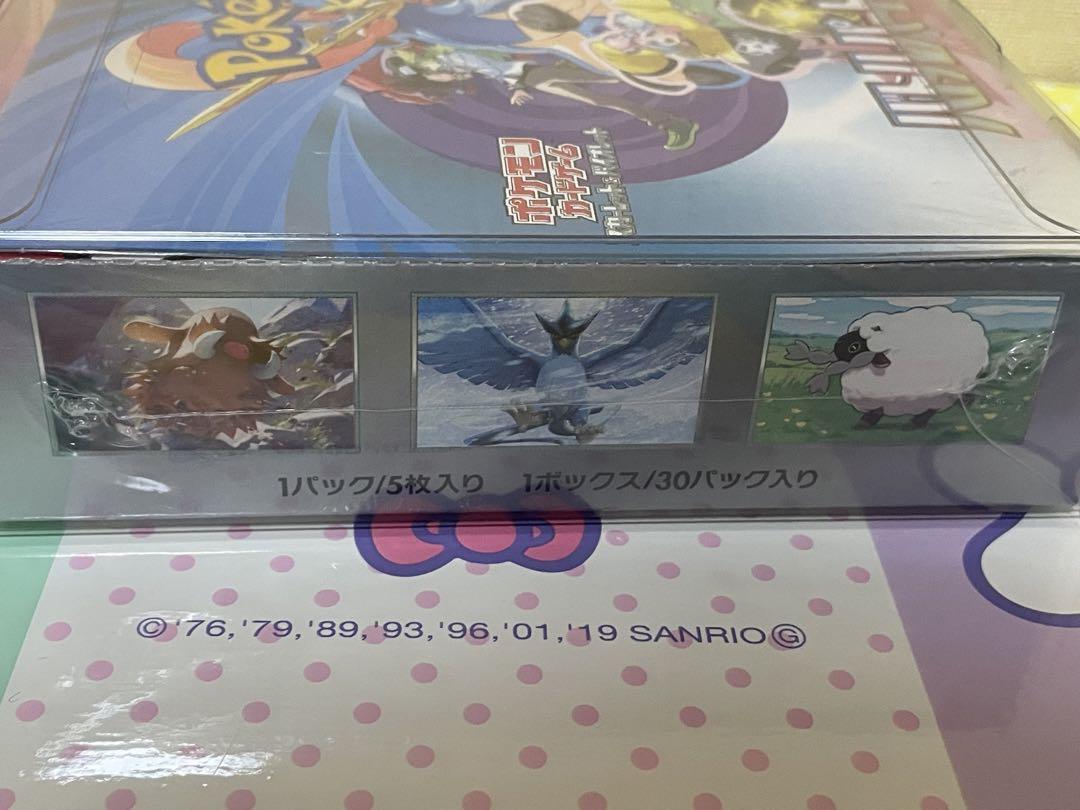 Poké
ポケモン
カードゲーム
1パック/5枚入り 1ボックス/30パック入り
©'76,'79,'89,'93,'96,'01,'19 SANRIO Ⓖ